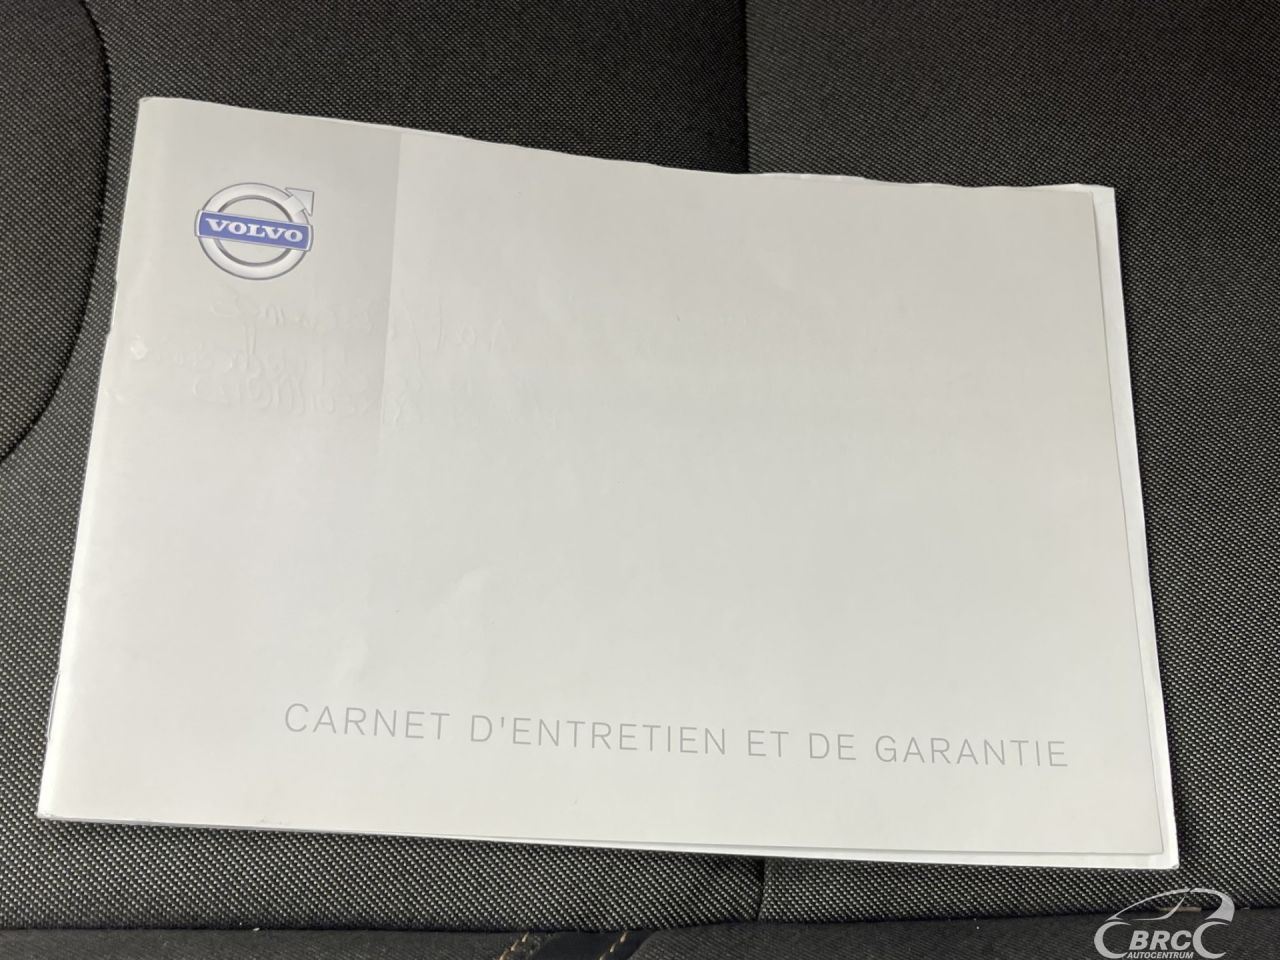 VOLVO
CARNET D'ENTRETIEN ET DE GARANTIE
BRC
AUTOCENTRUM